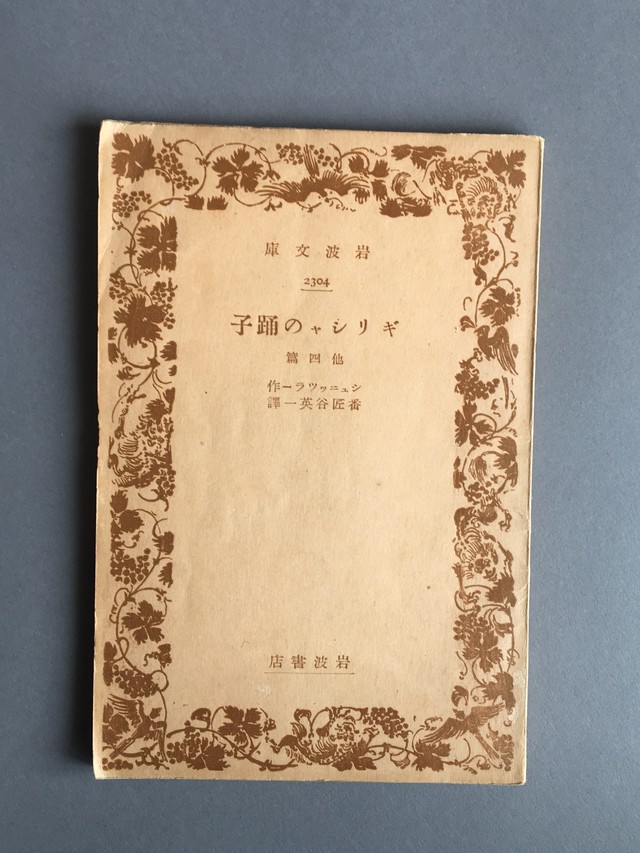 岩波文庫
2304
ギリシャの踊子
他四篇
シュニッツラー作
番匠谷英一譯
岩波書店